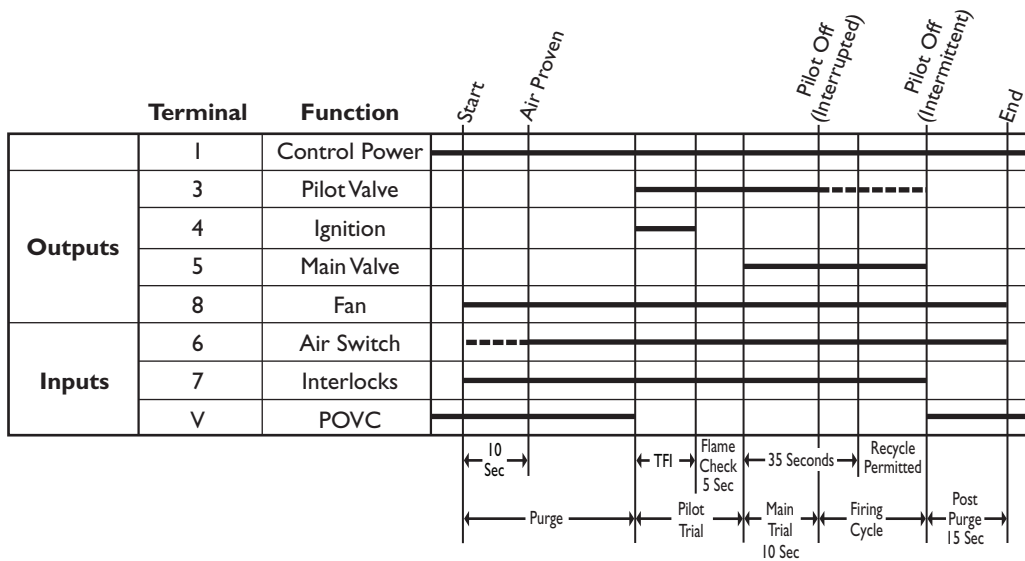 Start
Air Proven
Pilot Off
(Interrupted)
Pilot Off
(Intermittent)
End
Terminal Function
1 Control Power
Outputs
3 Pilot Valve
4 Ignition
5 Main Valve
8 Fan
Inputs
6 Air Switch
7 Interlocks
V POVC
10
Sec
TFI
Flame
Check
5 Sec
35 Seconds
Recycle
Permitted
Purge
Pilot
Trial
Main
Trial
10 Sec
Firing
Cycle
Post
Purge
15 Sec